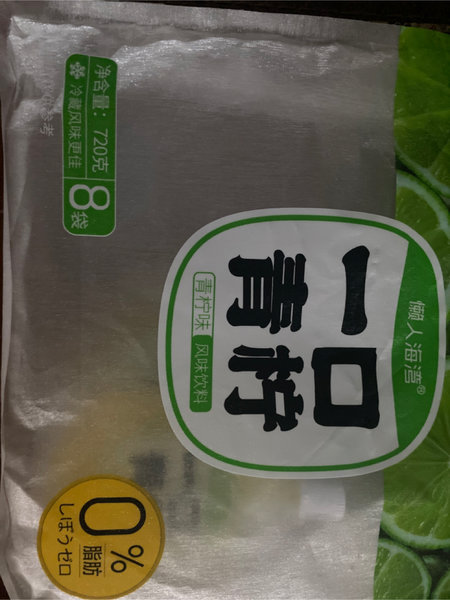 懒人海湾®
一口
青柠
青柠味 风味饮料
净含量：720克
冷藏风味更佳
8袋
0%
脂肪
しぼうゼロ